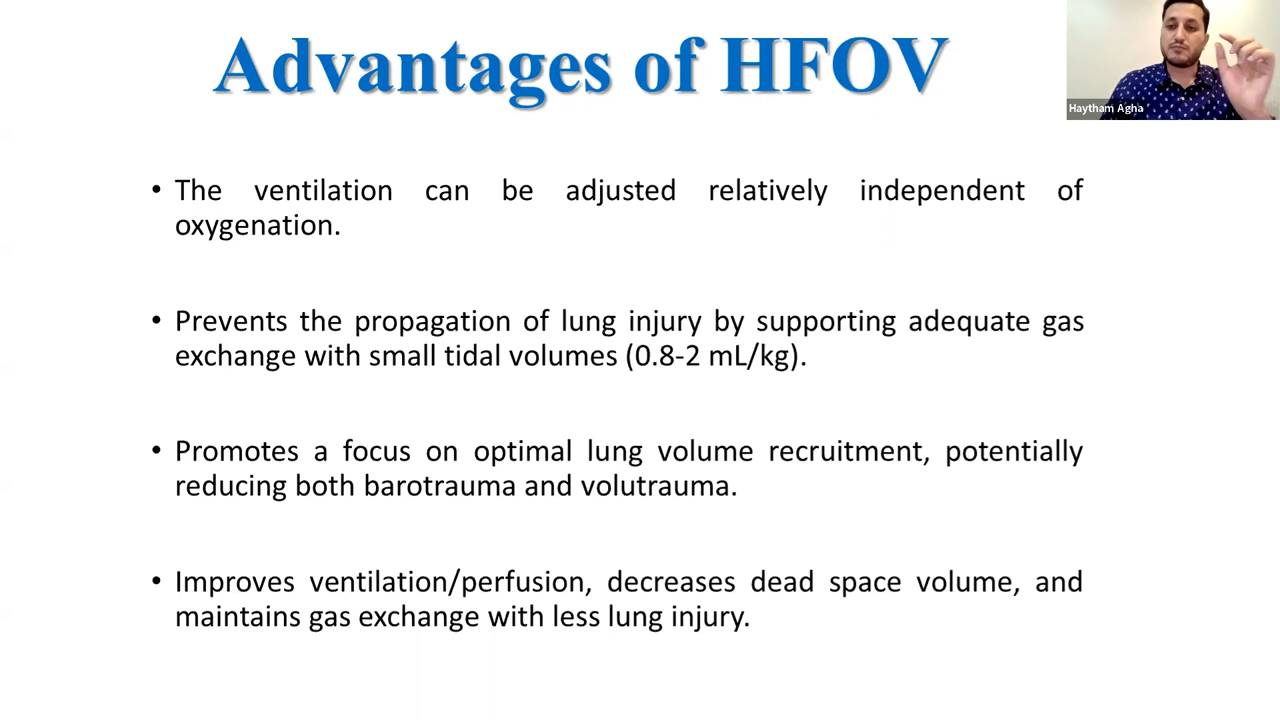 Advantages of HFOV
Haytham Agha
• The ventilation can be adjusted relatively independent of
oxygenation.
• Prevents the propagation of lung injury by supporting adequate gas
exchange with small tidal volumes (0.8-2 mL/kg).
• Promotes a focus on optimal lung volume recruitment, potentially
reducing both barotrauma and volutrauma.
• Improves ventilation/perfusion, decreases dead space volume, and
maintains gas exchange with less lung injury.